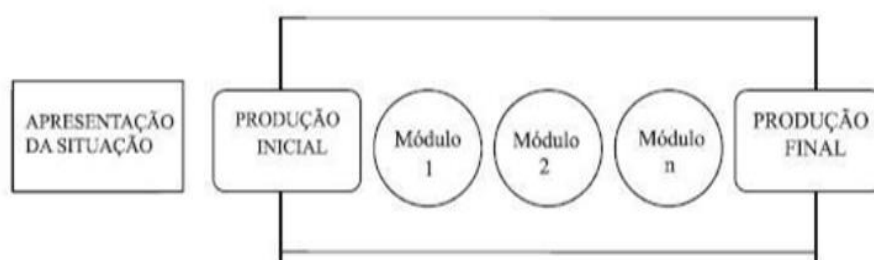 APRESENTAÇÃO
DA SITUAÇÃO
PRODUÇÃO
INICIAL
Módulo
1
Módulo
2
Módulo
n
PRODUÇÃO
FINAL